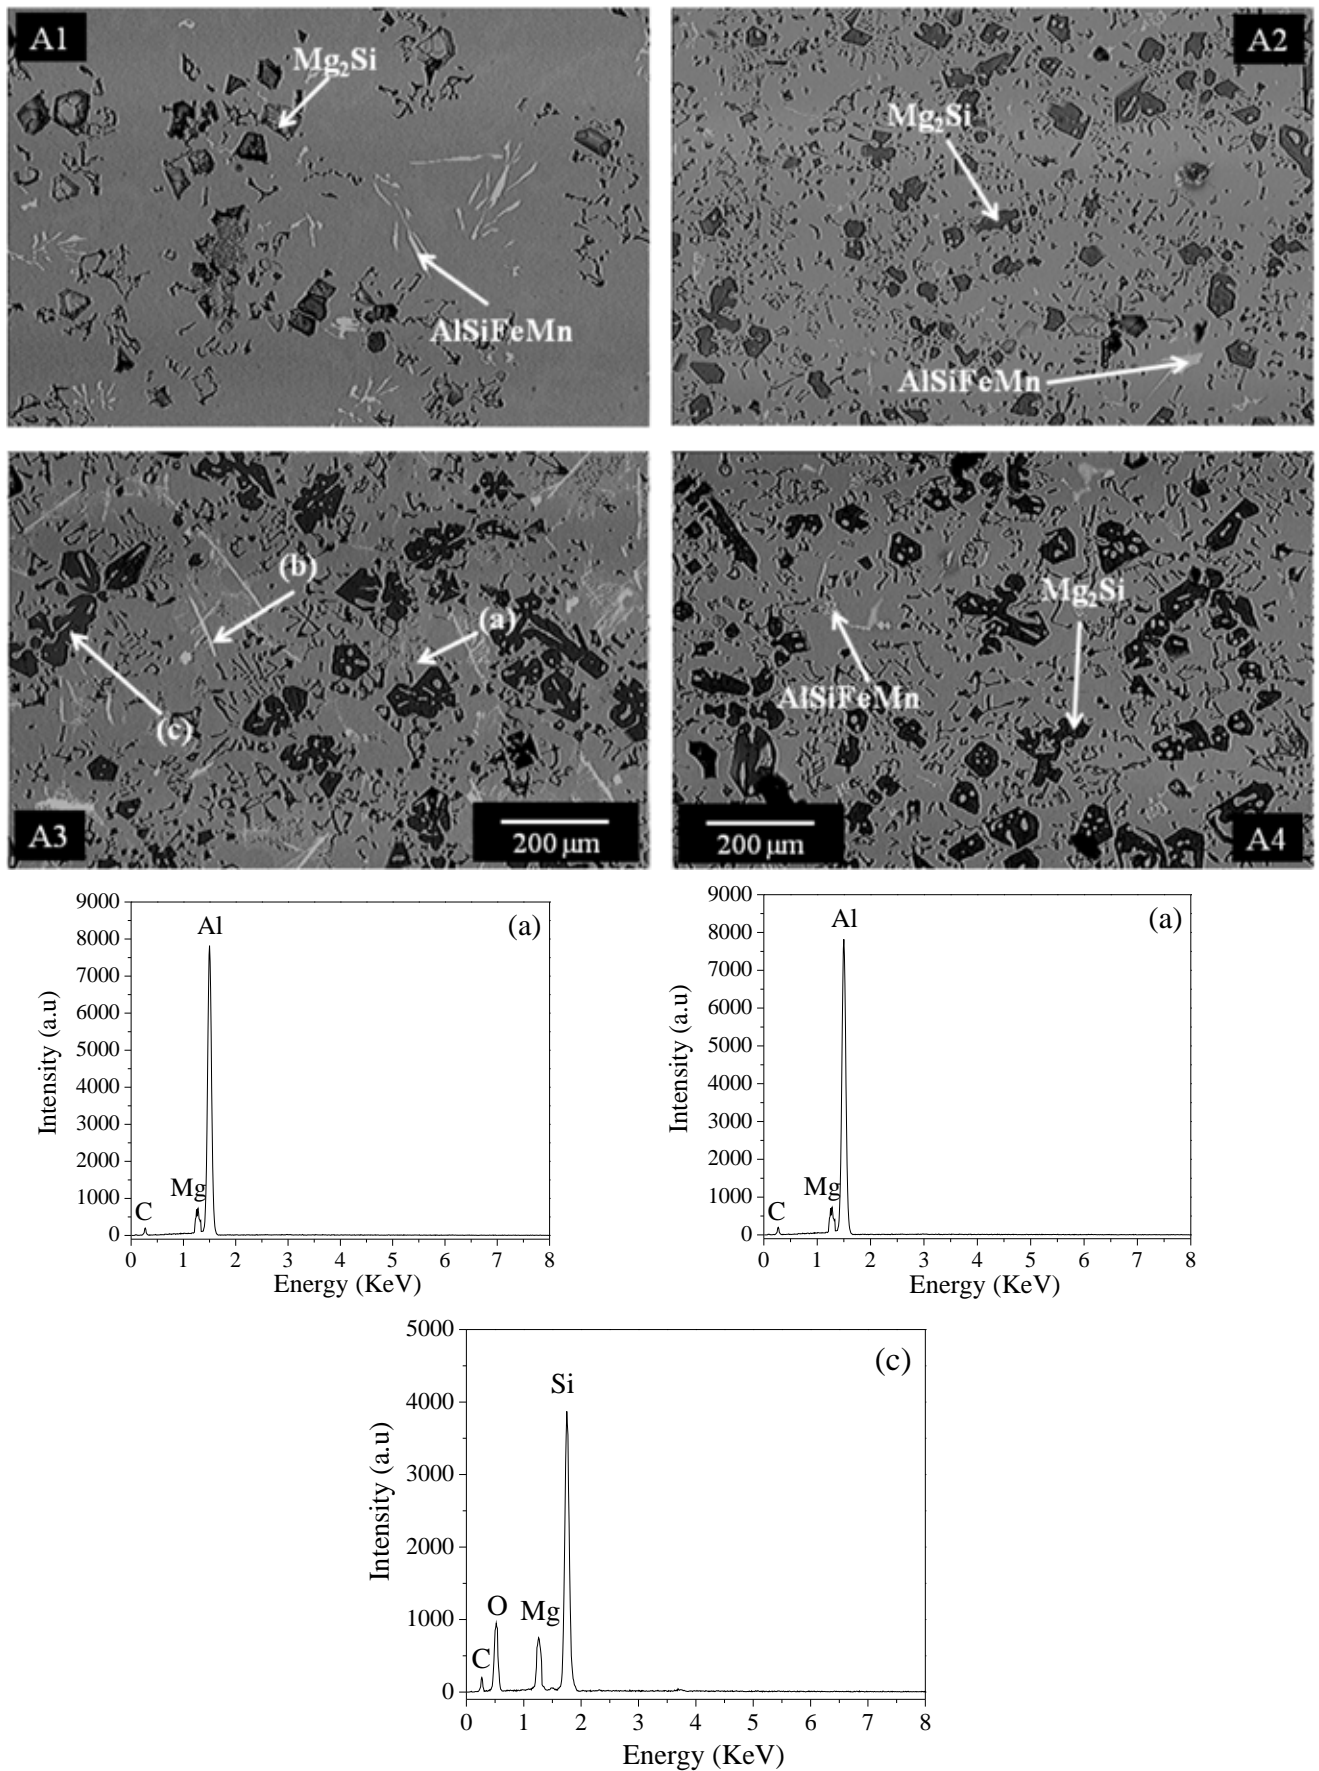 A1
Mg₂Si
AlSiFeMn
A2
Mg₂Si
AlSiFeMn
(b)
(a)
(c)
A3
200 μm
Mg₂Si
AlSiFeMn
200 μm
A4
9000
8000
7000
6000
5000
4000
3000
2000
1000
0
Intensity (a.u)
(a)
Al
Mg
C
0 1 2 3 4 5 6 7 8
Energy (KeV)
9000
8000
7000
6000
5000
4000
3000
2000
1000
0
Intensity (a.u)
(a)
Al
Mg
C
0 1 2 3 4 5 6 7 8
Energy (KeV)
5000
4000
3000
2000
1000
0
Intensity (a.u)
(c)
Si
O
Mg
C
0 1 2 3 4 5 6 7 8
Energy (KeV)